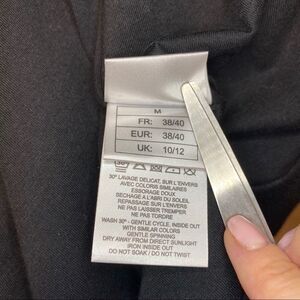 M
FR: 38/40
EUR: 38/40
UK: 10/12
30°
30° LAVAGE DELICAT, SUR L'ENVERS
AVEC COLORIS SIMILAIRES
ESSORAGE DOUX
SECHAGE A L'ABRI DU SOLEIL
REPASSAGE SUR L'ENVERS
NE PAS LAISSER TREMPER
NE PAS TORDRE
WASH 30° - GENTLE CYCLE, INSIDE OUT
WITH SIMILAR COLORS
GENTLE SPINNING
DRY AWAY FROM DIRECT SUNLIGHT
IRON INSIDE OUT
DO NOT SOAK / DO NOT TWIST